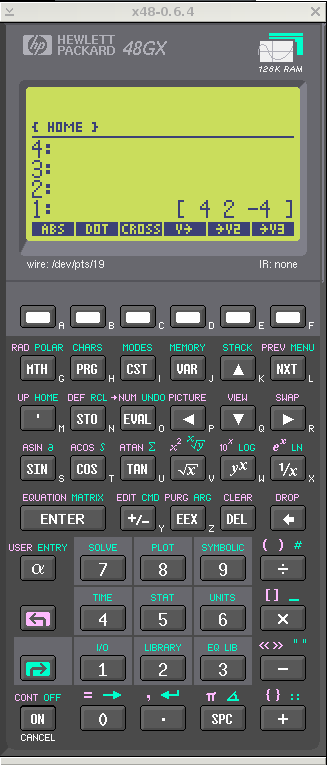 x48-0.6.4
hp HEWLETT PACKARD 48GX
128K RAM
{ HOME }
4:
3:
2:
1: [ 4 2 -4 ]
ABS DOT CROSS V→ →V2 →V3
wire: /dev/pts/19 IR: none
A B C D E F
RAD POLAR CHARS MODES MEMORY STACK PREV MENU
MTH G PRG H CST I VAR J ▲ K NXT L
UP HOME DEF RCL →NUM UNDO PICTURE VIEW SWAP
' M STO N EVAL O ◀ P ▼ Q ▶ R
ASIN ∂ ACOS ∫ ATAN Σ x² ˣ√y 10ˣ LOG eˣ LN
SIN S COS T TAN U √x V yˣ W 1/x X
EQUATION MATRIX EDIT CMD PURG ARG CLEAR DROP
ENTER +/− Y EEX Z DEL ←
USER ENTRY SOLVE PLOT SYMBOLIC ( ) #
α 7 8 9 ÷
TIME STAT UNITS [ ] _
4 5 6 ×
I/O LIBRARY EQ LIB «» " "
1 2 3 −
CONT OFF = → , ↵ π ∡ { } ::
ON 0 . SPC +
CANCEL